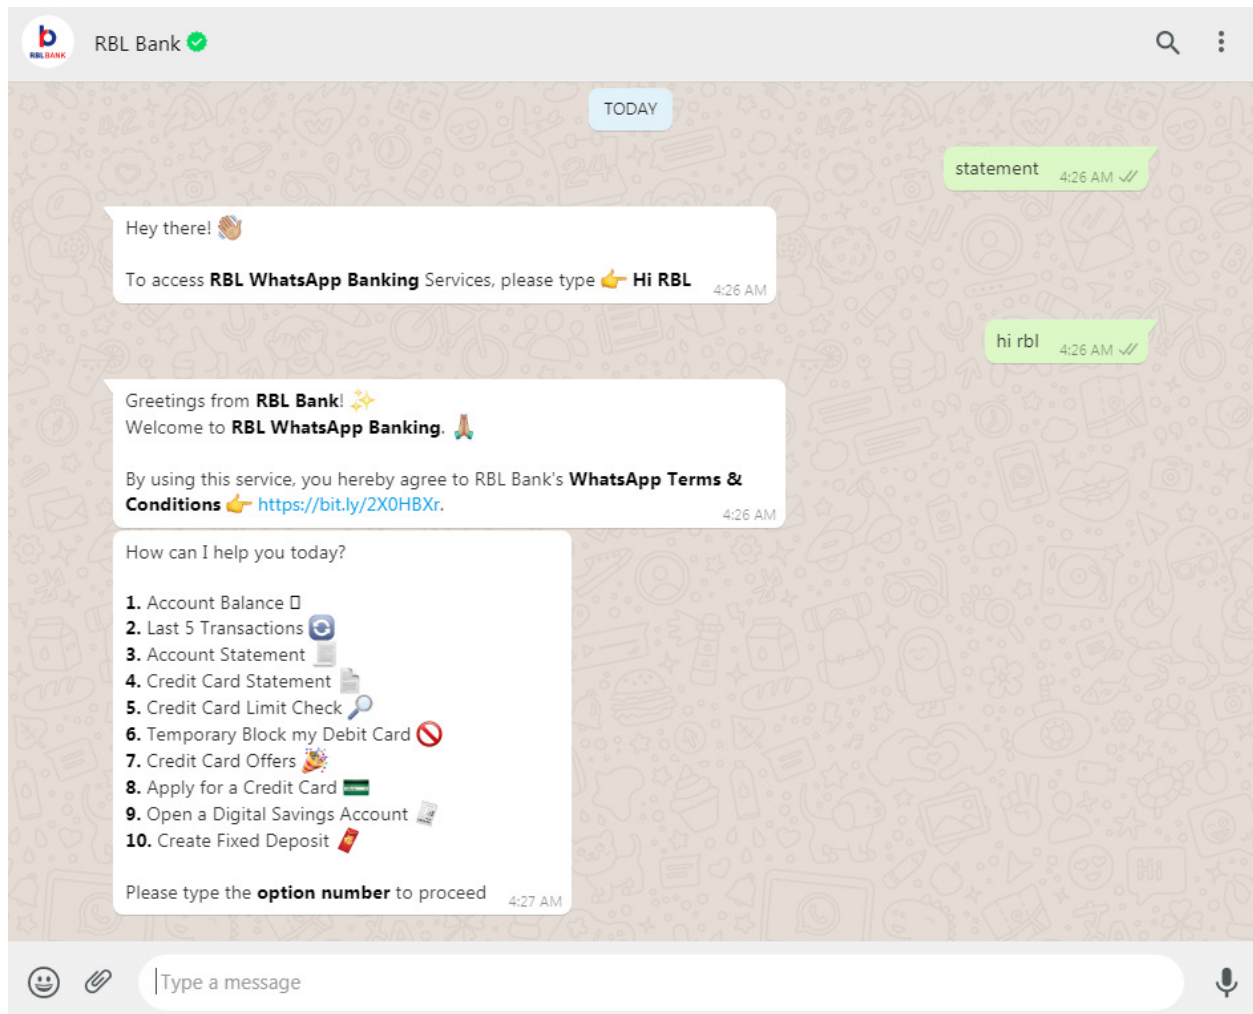 RBL BANK
RBL Bank
TODAY
statement 4:26 AM
Hey there! 👋🏼
To access RBL WhatsApp Banking Services, please type 👉 Hi RBL 4:26 AM
hi rbl 4:26 AM
Greetings from RBL Bank! ✨
Welcome to RBL WhatsApp Banking. 🙏🏼
By using this service, you hereby agree to RBL Bank's WhatsApp Terms &
Conditions 👉 https://bit.ly/2X0HBXr.
4:26 AM
How can I help you today?
1. Account Balance
2. Last 5 Transactions
3. Account Statement
4. Credit Card Statement
5. Credit Card Limit Check
6. Temporary Block my Debit Card
7. Credit Card Offers
8. Apply for a Credit Card
9. Open a Digital Savings Account
10. Create Fixed Deposit
Please type the option number to proceed 4:27 AM
Type a message